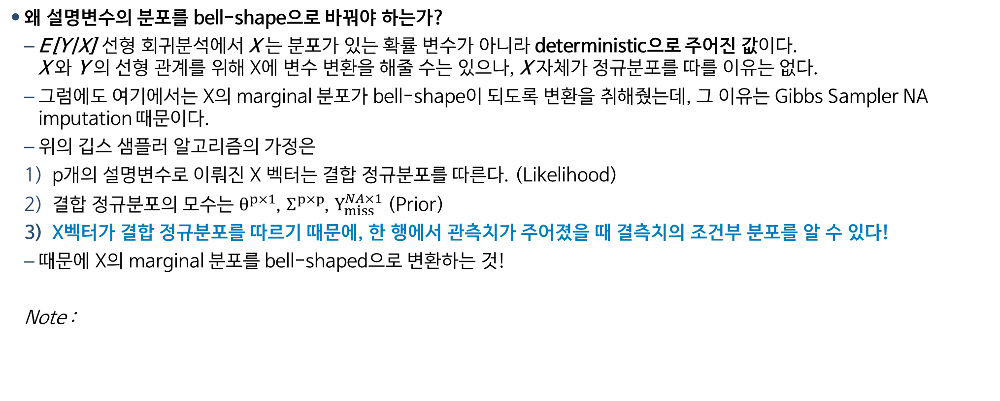 • 왜 설명변수의 분포를 bell-shape으로 바꿔야 하는가?
– E[Y|X] 선형 회귀분석에서 X 는 분포가 있는 확률 변수가 아니라 deterministic으로 주어진 값이다.
X 와 Y 의 선형 관계를 위해 X에 변수 변환을 해줄 수는 있으나, X 자체가 정규분포를 따를 이유는 없다.
– 그럼에도 여기에서는 X의 marginal 분포가 bell-shape이 되도록 변환을 취해줬는데, 그 이유는 Gibbs Sampler NA
imputation 때문이다.
– 위의 깁스 샘플러 알고리즘의 가정은
1) p개의 설명변수로 이뤄진 X 벡터는 결합 정규분포를 따른다. (Likelihood)
2) 결합 정규분포의 모수는 θ^{p×1}, Σ^{p×p}, Y_{miss}^{NA×1} (Prior)
3) X벡터가 결합 정규분포를 따르기 때문에, 한 행에서 관측치가 주어졌을 때 결측치의 조건부 분포를 알 수 있다!
– 때문에 X의 marginal 분포를 bell-shaped으로 변환하는 것!
Note :